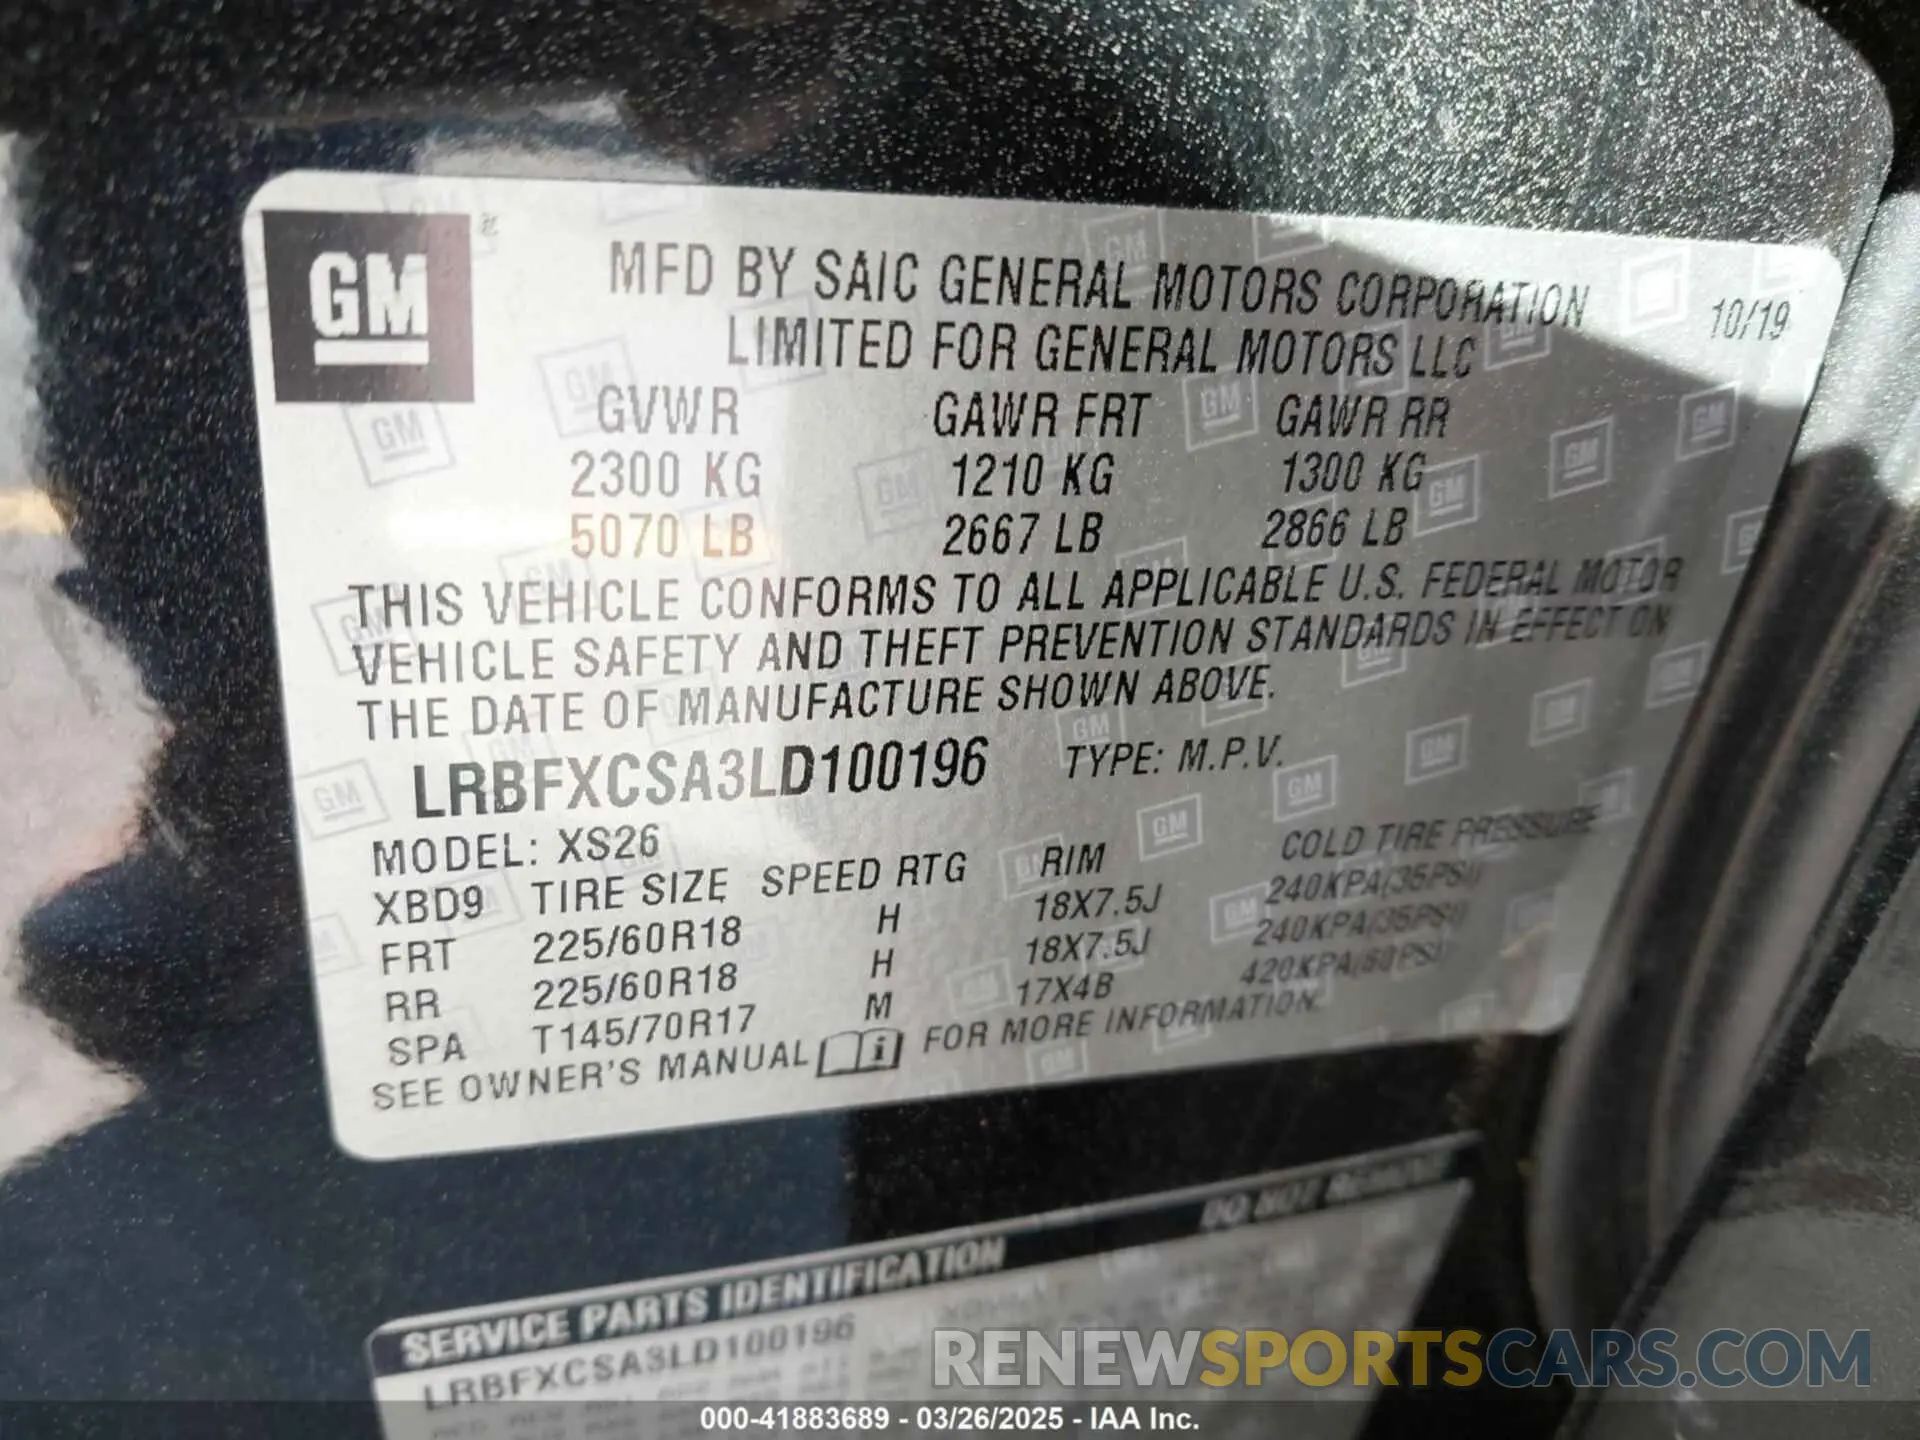 GM
MFD BY SAIC GENERAL MOTORS CORPORATION
LIMITED FOR GENERAL MOTORS LLC
10/19
GVWR GAWR FRT GAWR RR
2300 KG 1210 KG 1300 KG
5070 LB 2667 LB 2866 LB
THIS VEHICLE CONFORMS TO ALL APPLICABLE U.S. FEDERAL MOTOR
VEHICLE SAFETY AND THEFT PREVENTION STANDARDS IN EFFECT ON
THE DATE OF MANUFACTURE SHOWN ABOVE.
LRBFXCSA3LD100196 TYPE: M.P.V.
MODEL: XS26
XBD9 TIRE SIZE SPEED RTG RIM COLD TIRE PRESSURE
FRT 225/60R18 H 18X7.5J 240KPA(35PSI)
RR 225/60R18 H 18X7.5J 240KPA(35PSI)
SPA T145/70R17 M 17X4B 420KPA(60PSI)
SEE OWNER'S MANUAL i FOR MORE INFORMATION.
SERVICE PARTS IDENTIFICATION DO NOT REMOVE
LRBFXCSA3LD100196
RENEWSPORTSCARS.COM
000-41883689 - 03/26/2025 - IAA Inc.